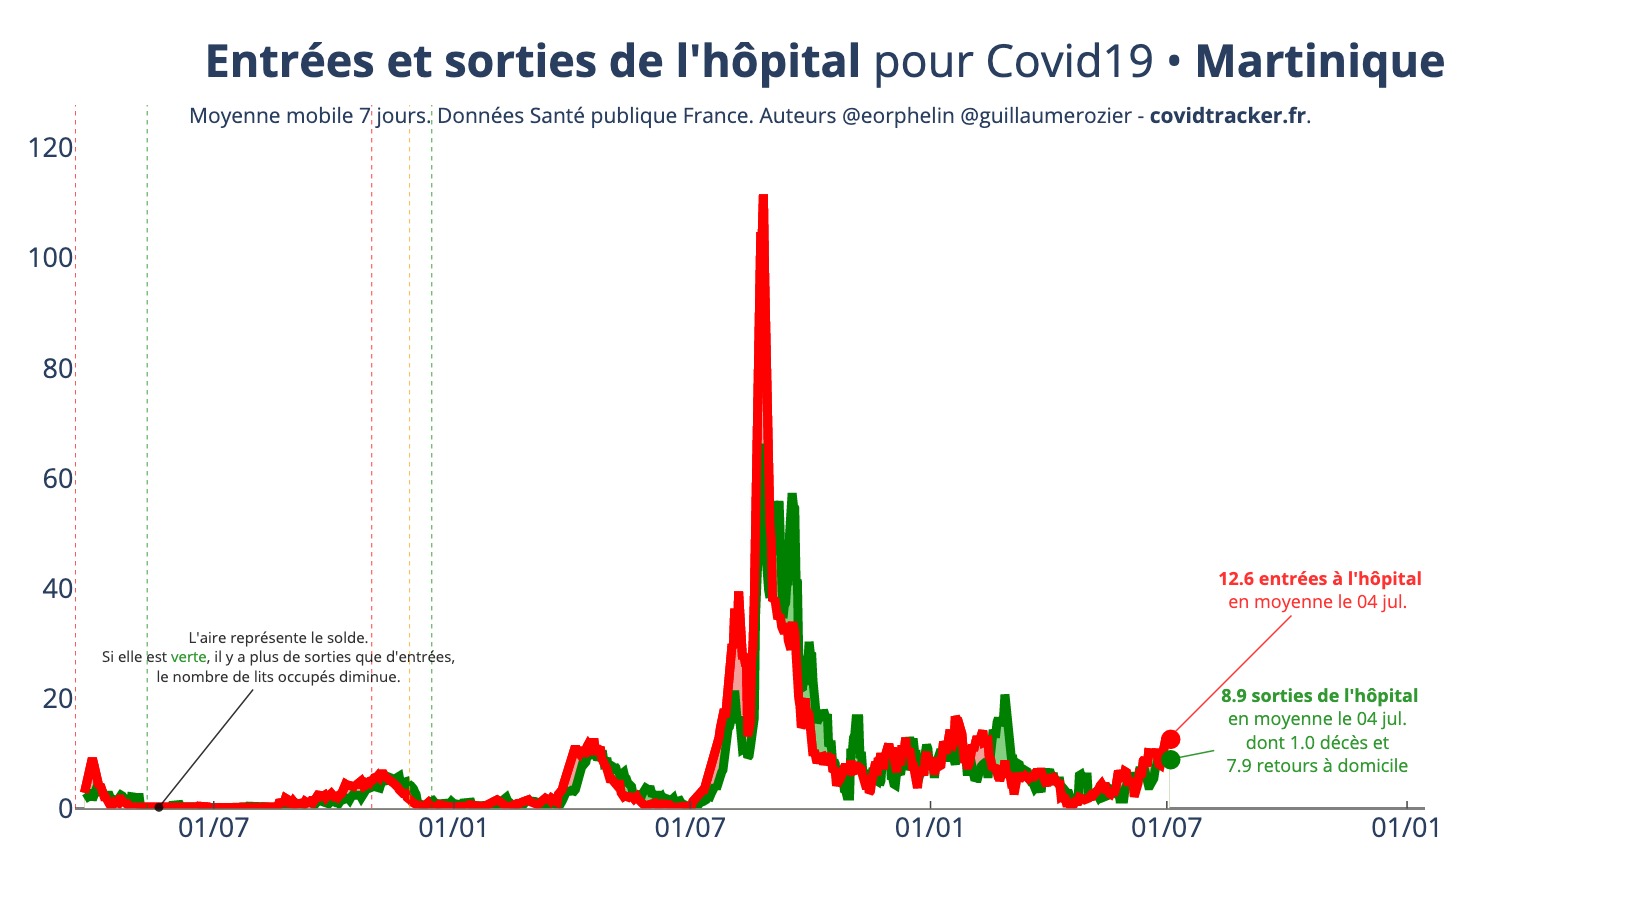 Entrées et sorties de l'hôpital pour Covid19 • Martinique
Moyenne mobile 7 jours. Données Santé publique France. Auteurs @eorphelin @guillaumerozier - covidtracker.fr.
120
100
80
60
40
20
0
L'aire représente le solde.
Si elle est verte, il y a plus de sorties que d'entrées,
le nombre de lits occupés diminue.
12.6 entrées à l'hôpital
en moyenne le 04 jul.
8.9 sorties de l'hôpital
en moyenne le 04 jul.
dont 1.0 décès et
7.9 retours à domicile
01/07 01/01 01/07 01/01 01/07 01/01